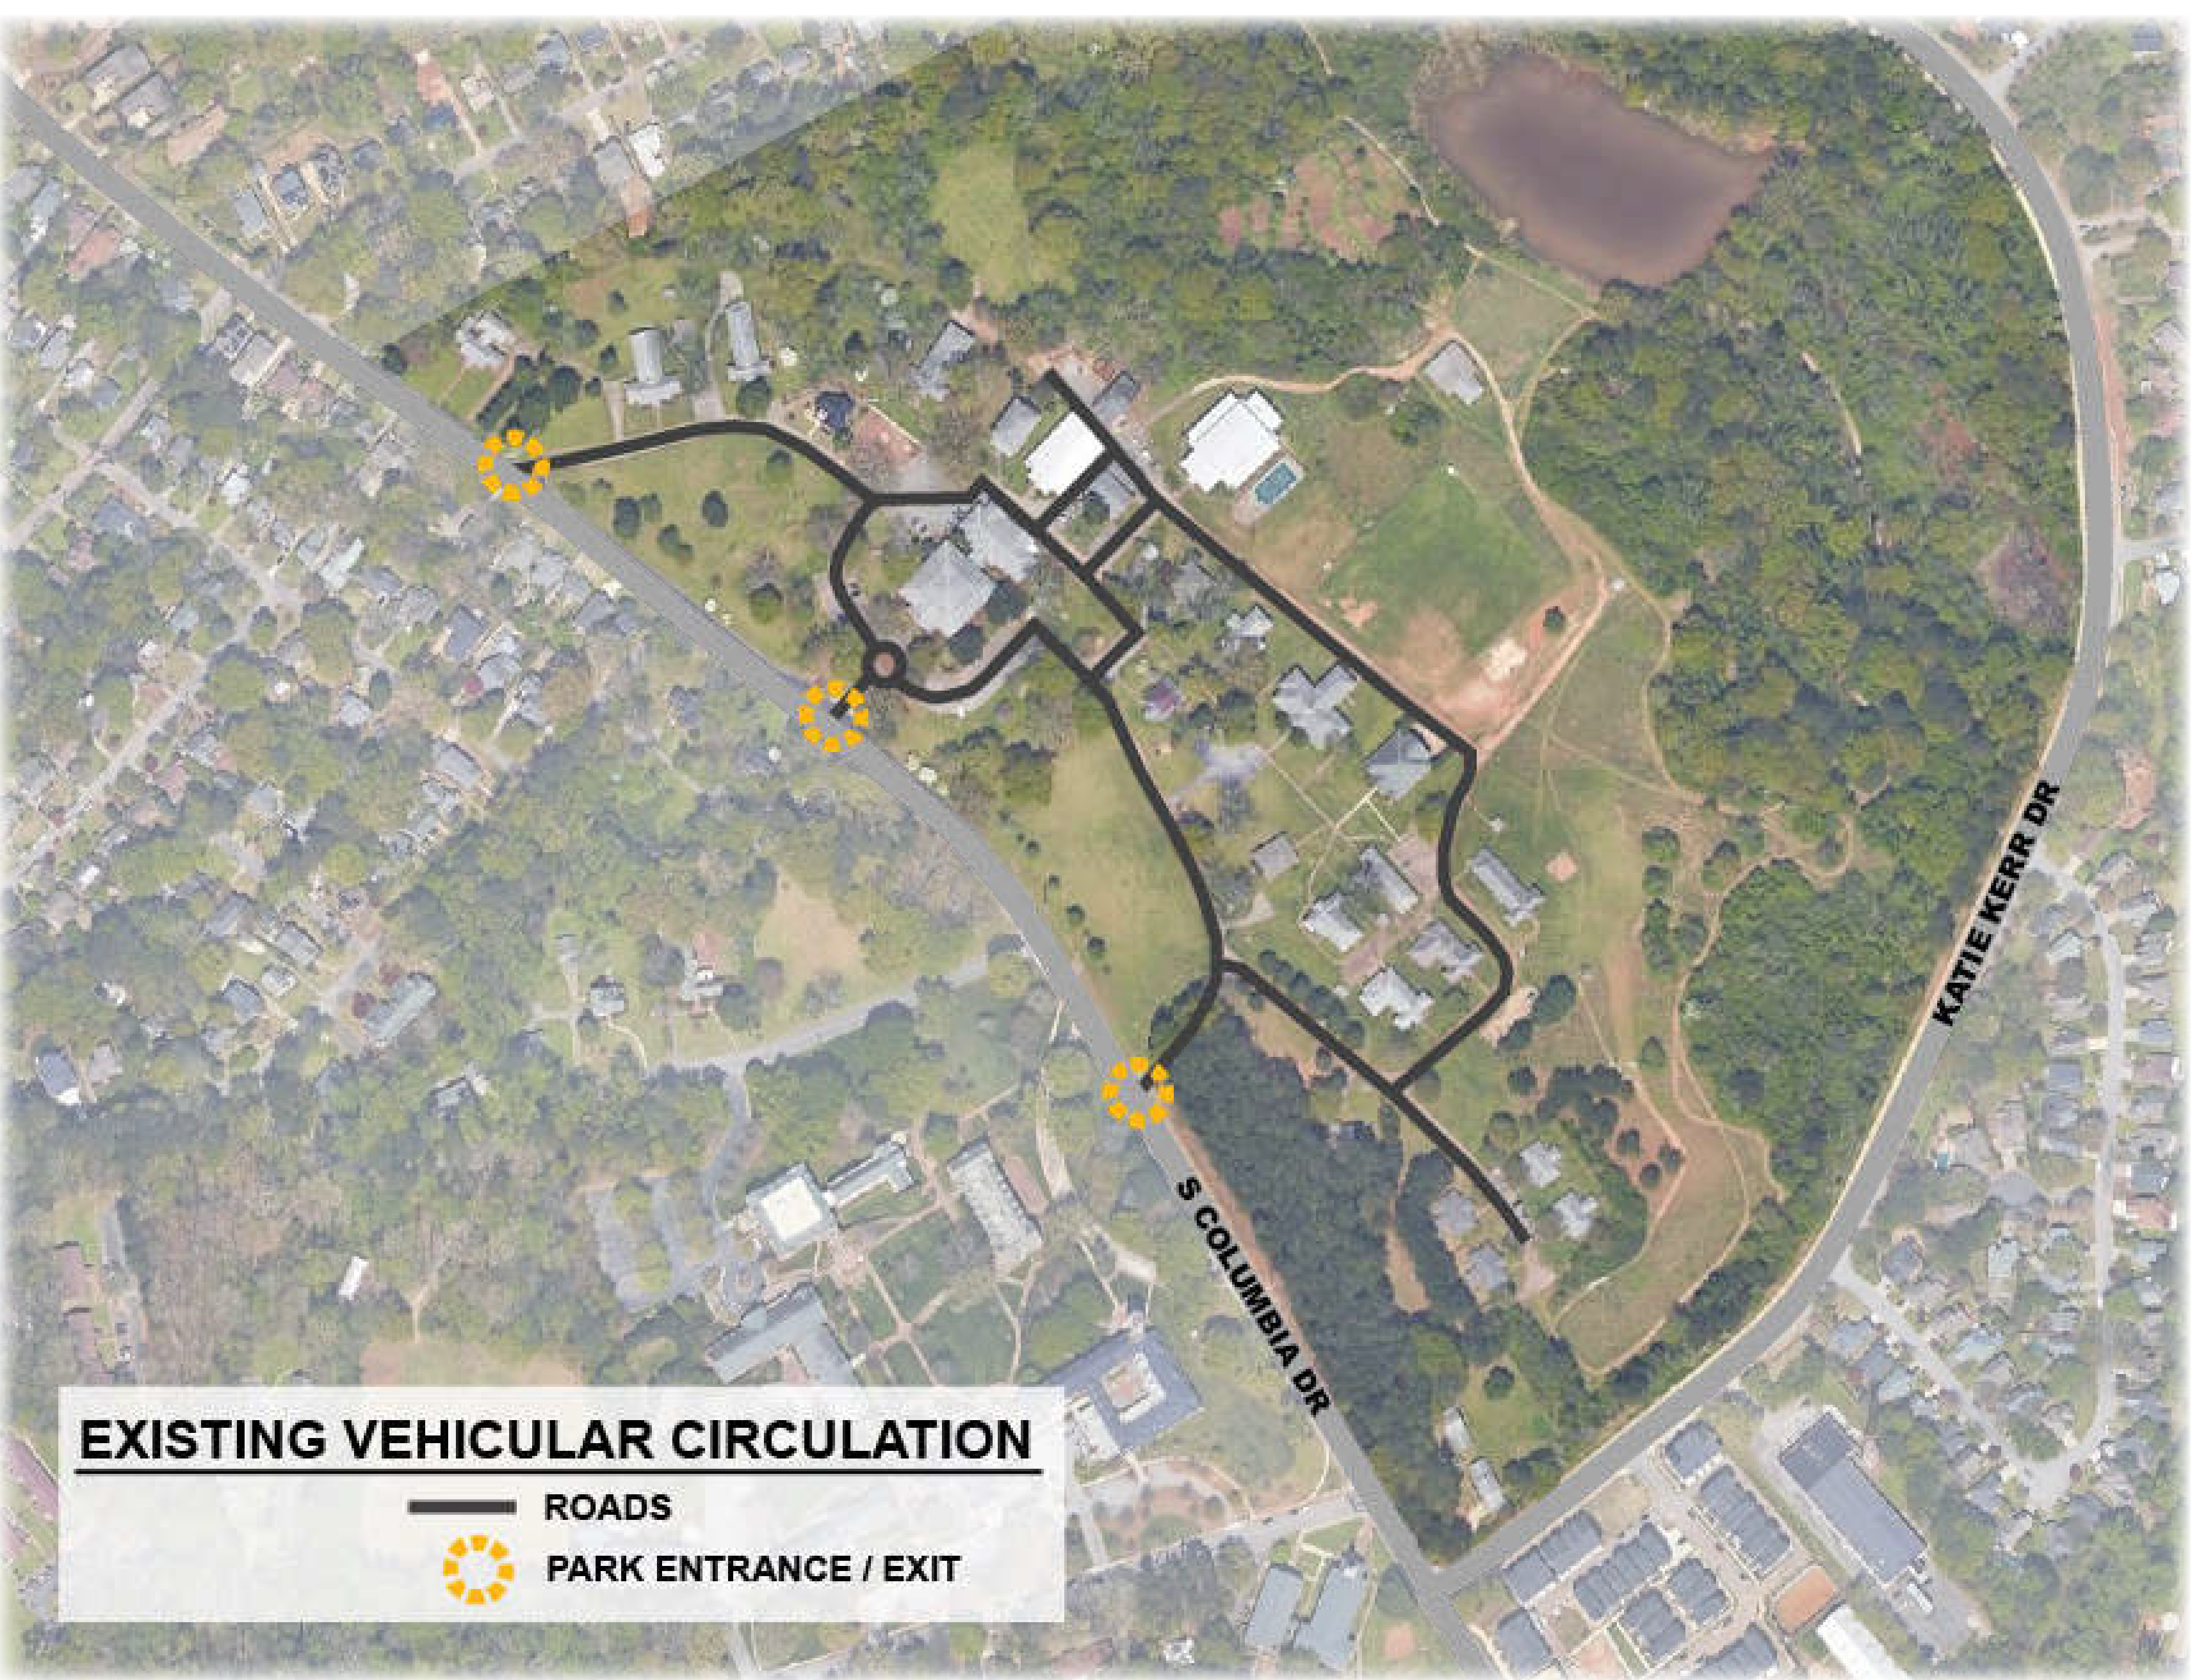 KATIE KERR DR
S COLUMBIA DR
EXISTING VEHICULAR CIRCULATION
ROADS
PARK ENTRANCE / EXIT